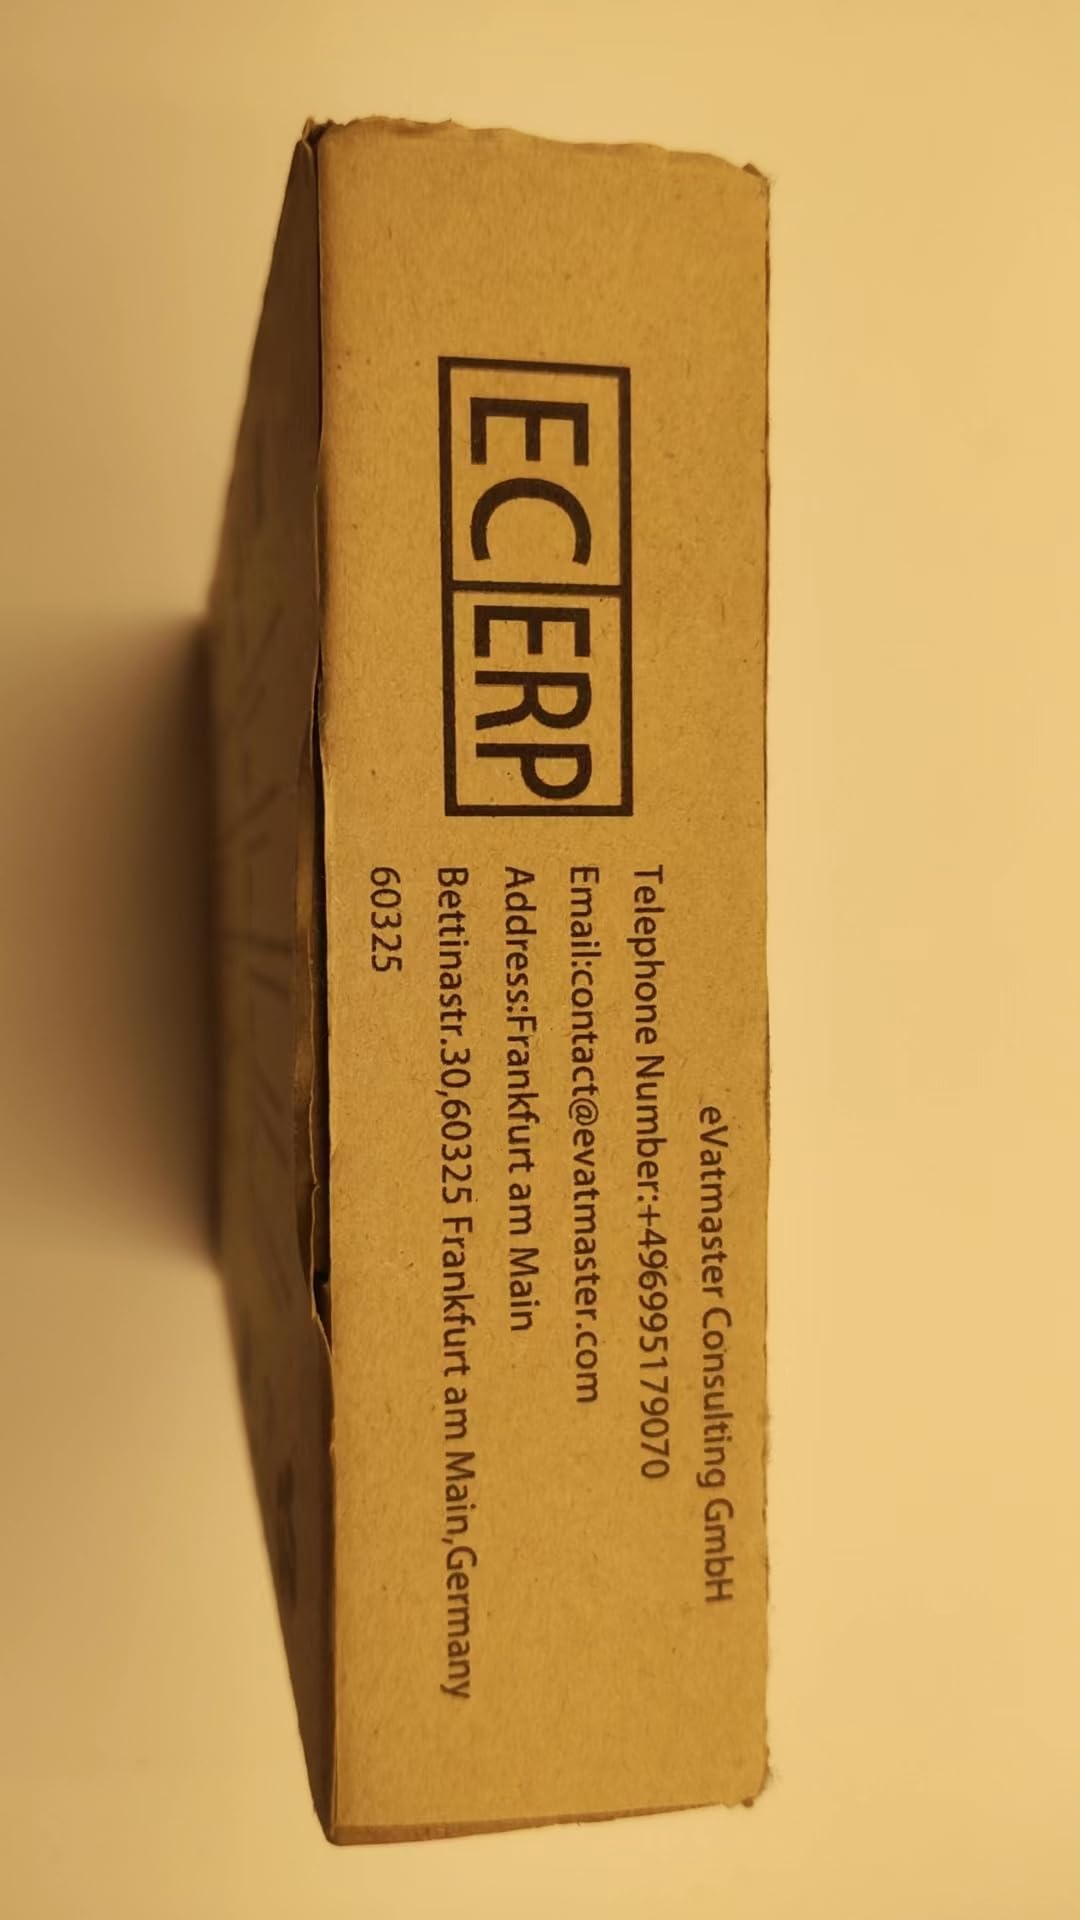 eVatmaster Consulting GmbH
EC ERP
Telephone Number:+496995179070
Email:contact@evatmaster.com
Address:Frankfurt am Main
Bettinastr.30,60325 Frankfurt am Main,Germany
60325